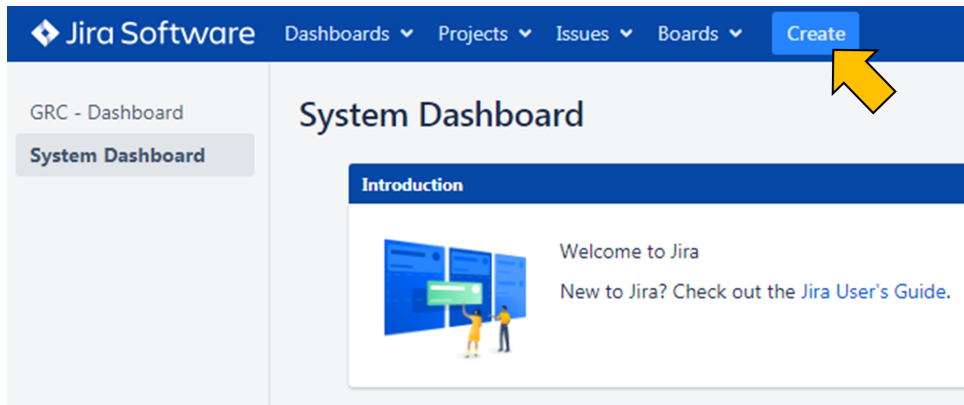 Jira Software Dashboards Projects Issues Boards Create
GRC - Dashboard
System Dashboard
System Dashboard
Introduction
Welcome to Jira
New to Jira? Check out the Jira User's Guide.